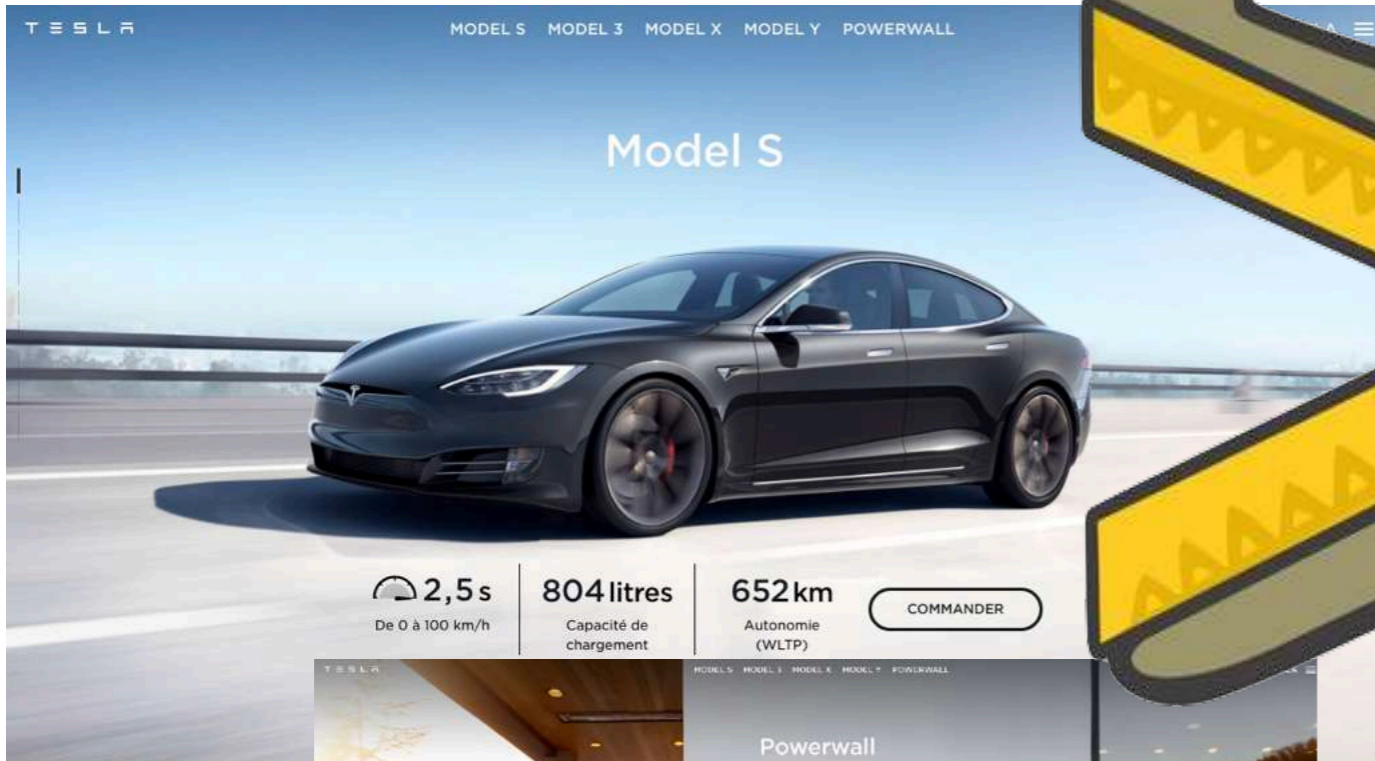 TESLA MODEL S MODEL 3 MODEL X MODEL Y POWERWALL
Model S
2,5 s 804 litres 652 km
De 0 à 100 km/h Capacité de Autonomie COMMANDER
chargement (WLTP)
TESLA MODEL S MODEL 3 MODEL X MODEL Y POWERWALL
Powerwall